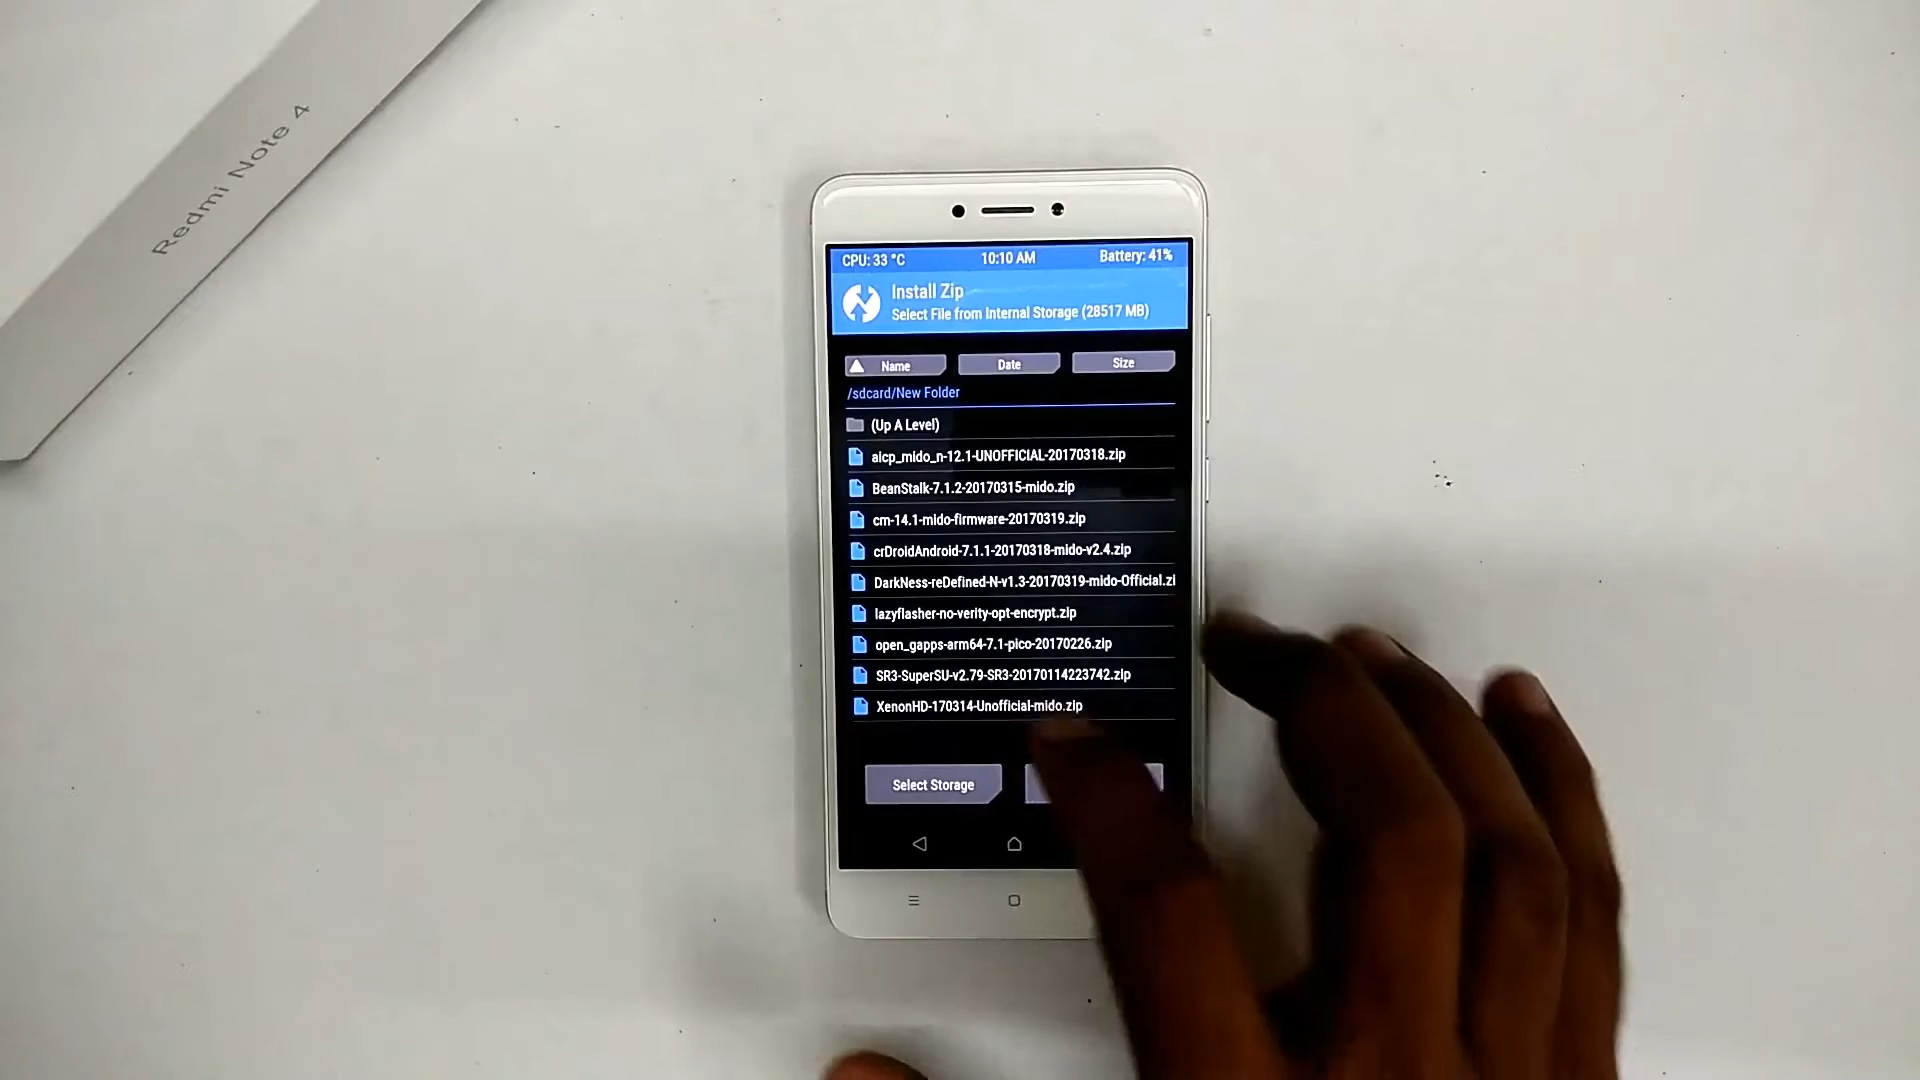 Redmi Note 4
CPU: 33 °C
10:10 AM
Battery: 41%
Install Zip
Select File from Internal Storage (28517 MB)
Name
Date
Size
/sdcard/New Folder
(Up A Level)
aicp_mido_n-12.1-UNOFFICIAL-20170318.zip
BeanStalk-7.1.2-20170315-mido.zip
cm-14.1-mido-firmware-20170319.zip
crDroidAndroid-7.1.1-20170318-mido-v2.4.zip
DarkNess-reDefined-N-v1.3-20170319-mido-Official.zi
lazyflasher-no-verity-opt-encrypt.zip
open_gapps-arm64-7.1-pico-20170226.zip
SR3-SuperSU-v2.79-SR3-20170114223742.zip
XenonHD-170314-Unofficial-mido.zip
Select Storage